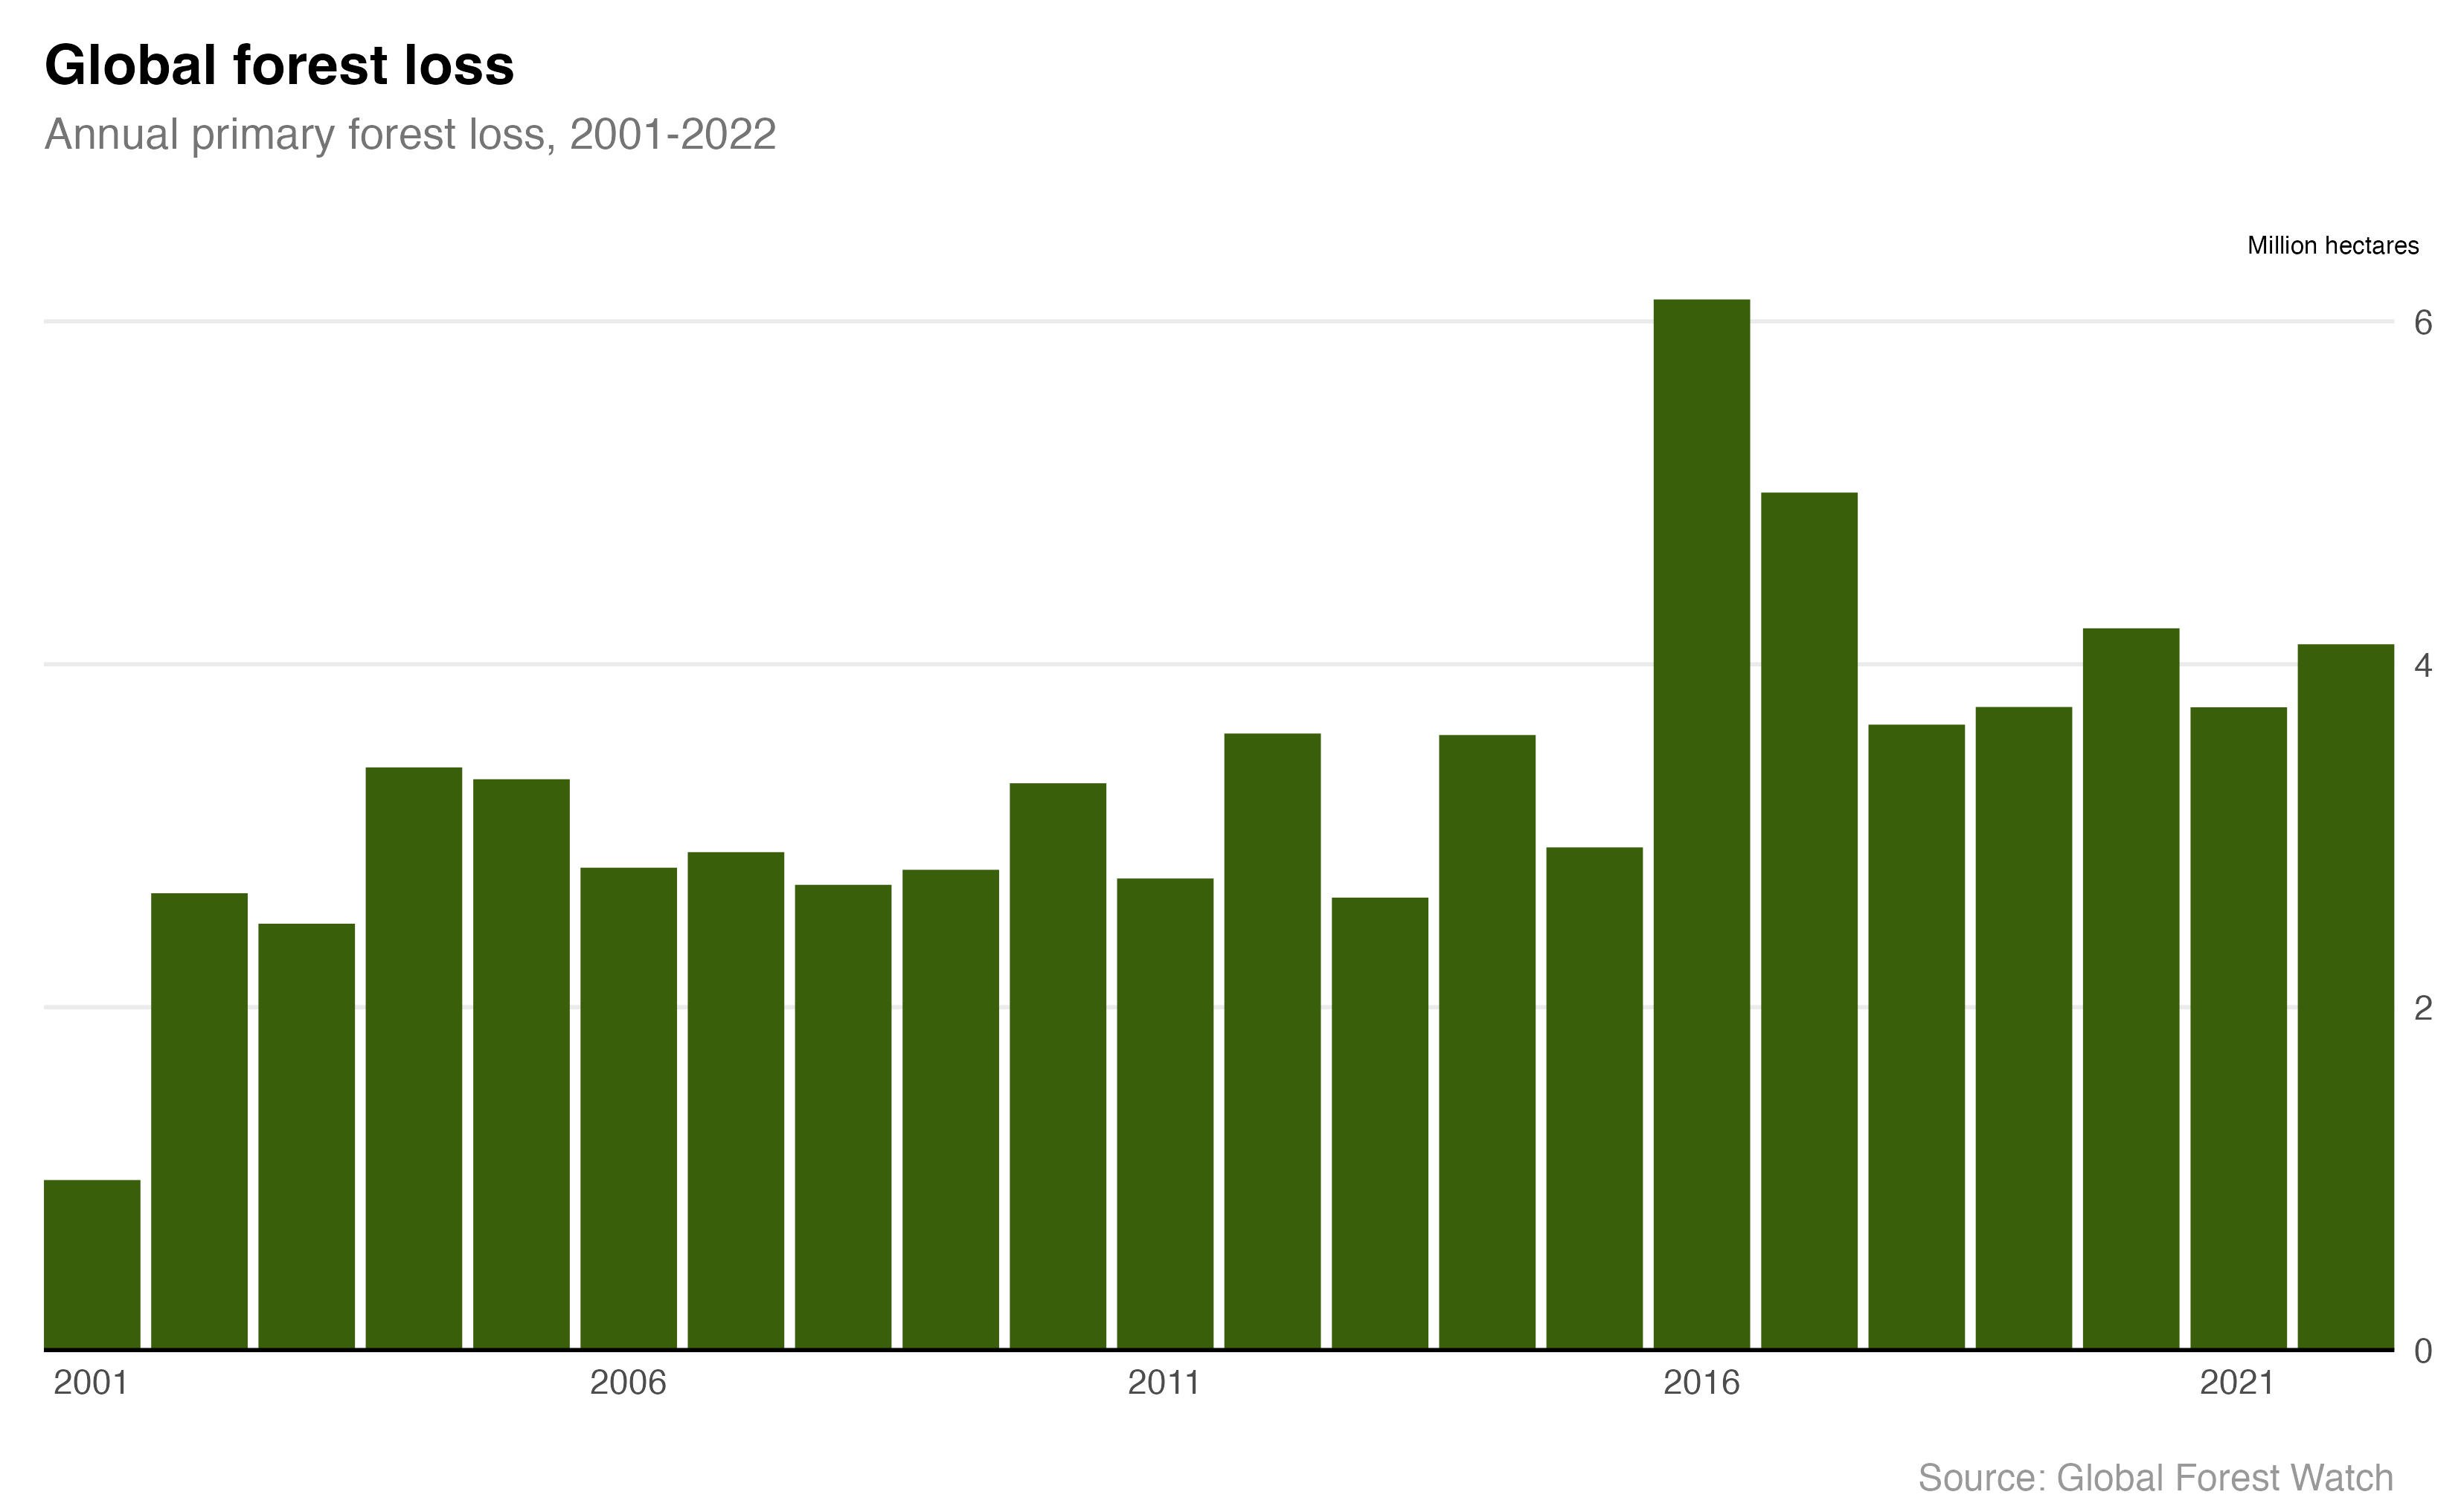 Global forest loss
Annual primary forest loss, 2001-2022
Million hectares
6
4
2
0
2001 2006 2011 2016 2021
Source: Global Forest Watch